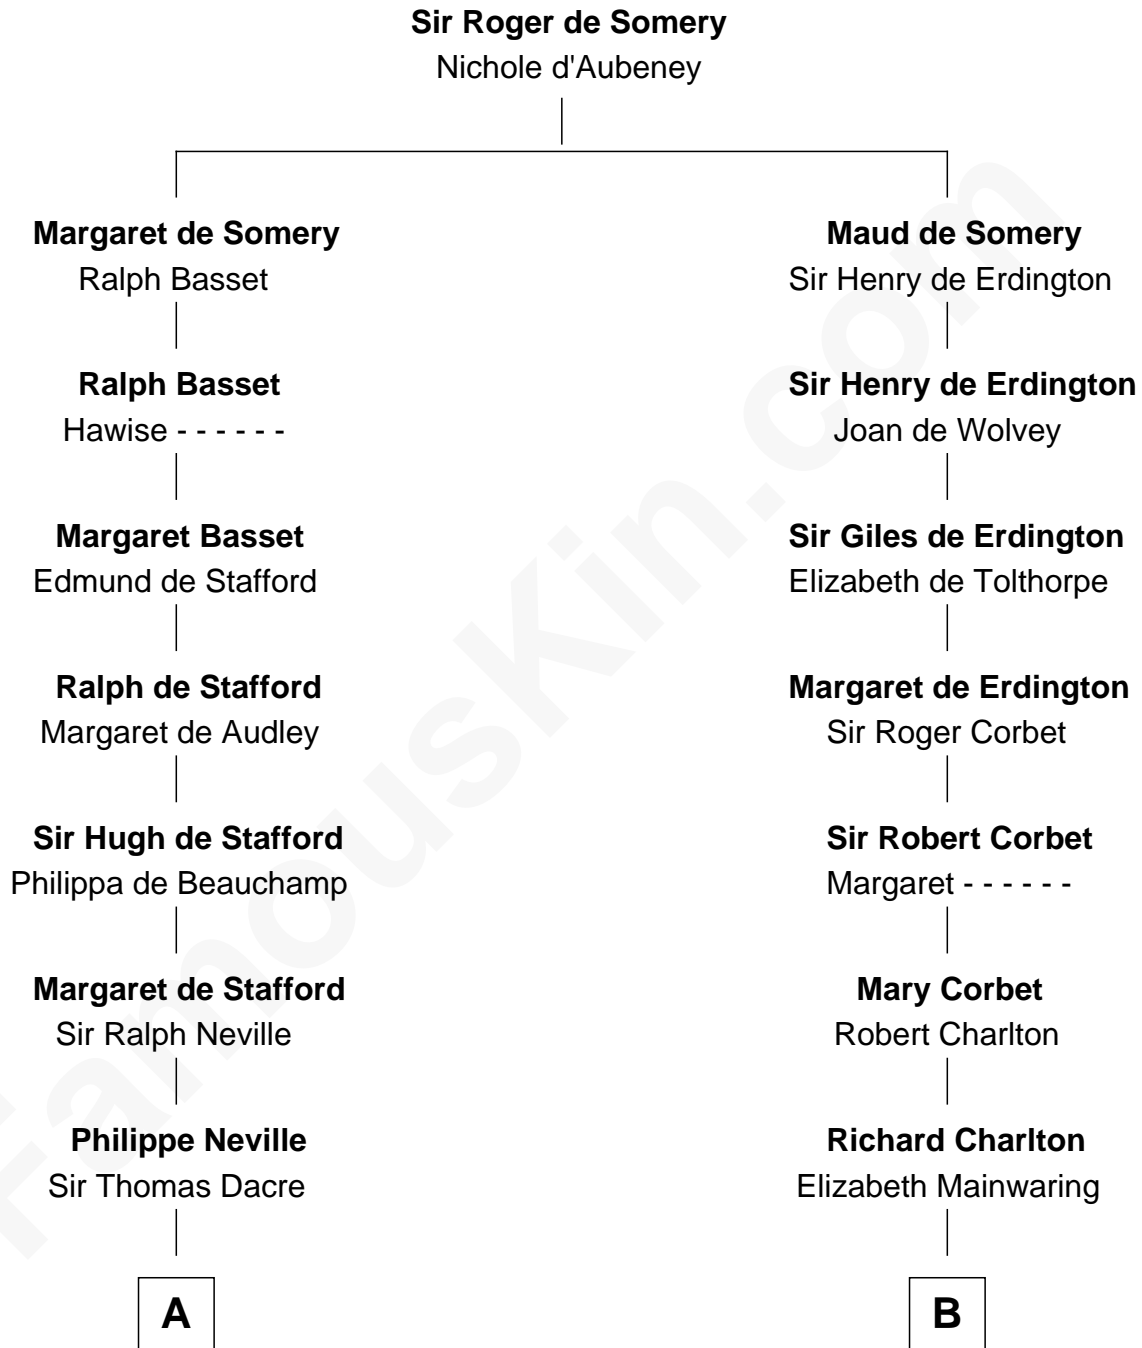 Sir Roger de Somery
Nichole d'Aubeney
Margaret de Somery
Ralph Basset
Maud de Somery
Sir Henry de Erdington
Ralph Basset
Hawise - - - - - -
Sir Henry de Erdington
Joan de Wolvey
Margaret Basset
Edmund de Stafford
Sir Giles de Erdington
Elizabeth de Tolthorpe
Ralph de Stafford
Margaret de Audley
Margaret de Erdington
Sir Roger Corbet
Sir Hugh de Stafford
Philippa de Beauchamp
Sir Robert Corbet
Margaret - - - - - -
Margaret de Stafford
Sir Ralph Neville
Mary Corbet
Robert Charlton
Philippe Neville
Sir Thomas Dacre
Richard Charlton
Elizabeth Mainwaring
A
B
FamousKin.com